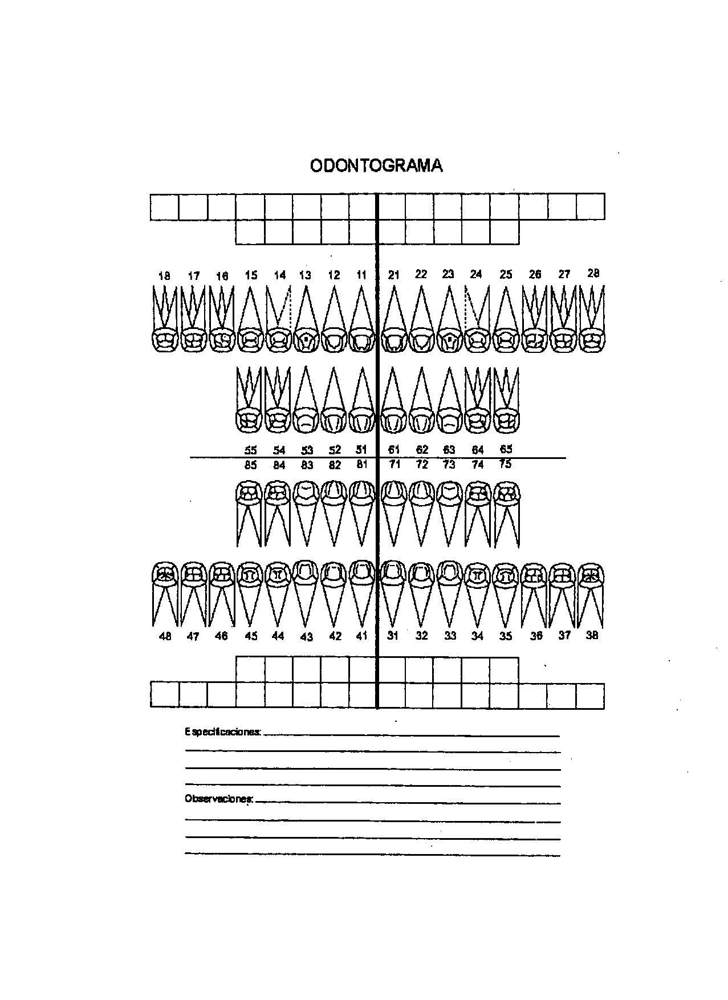 ODONTOGRAMA
18 17 16 15 14 13 12 11 21 22 23 24 25 26 27 28
55 54 53 52 51 61 62 63 64 65
85 84 83 82 81 71 72 73 74 75
48 47 46 45 44 43 42 41 31 32 33 34 35 36 37 38
Especificaciones:
Observaciones: